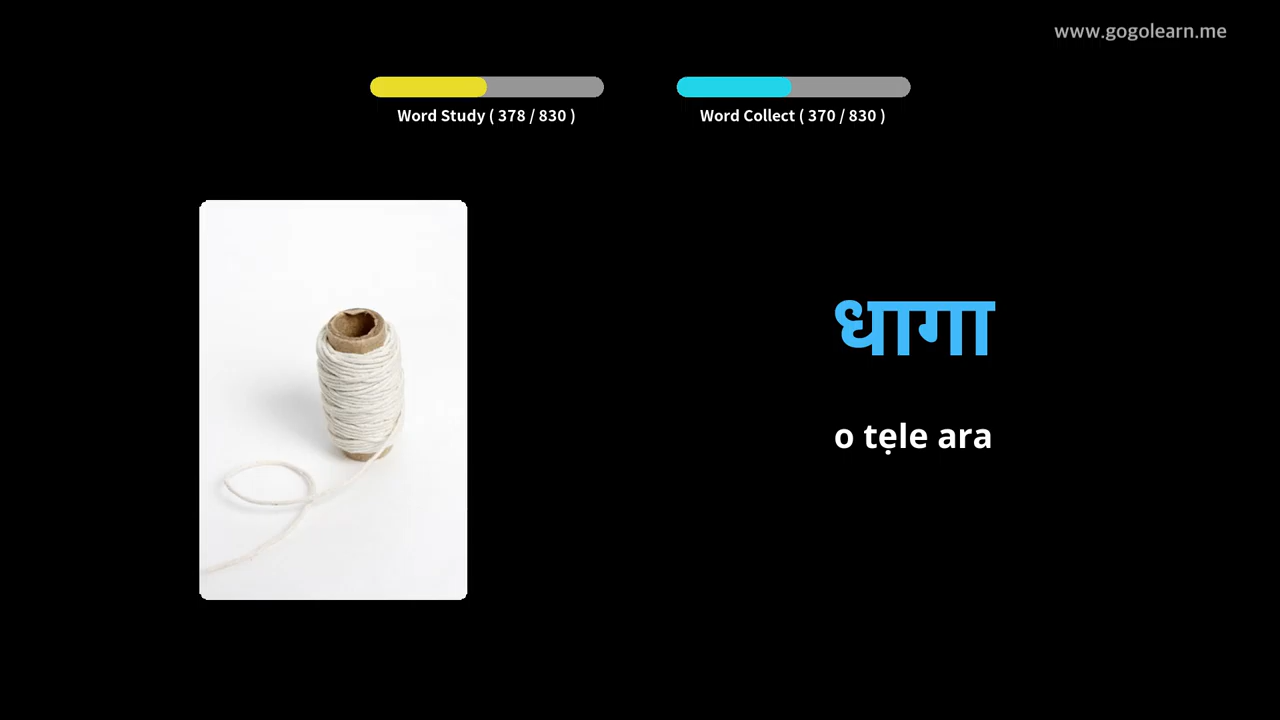 www.gogolearn.me
Word Study ( 378 / 830 )
Word Collect ( 370 / 830 )
धागा
o tẹle ara